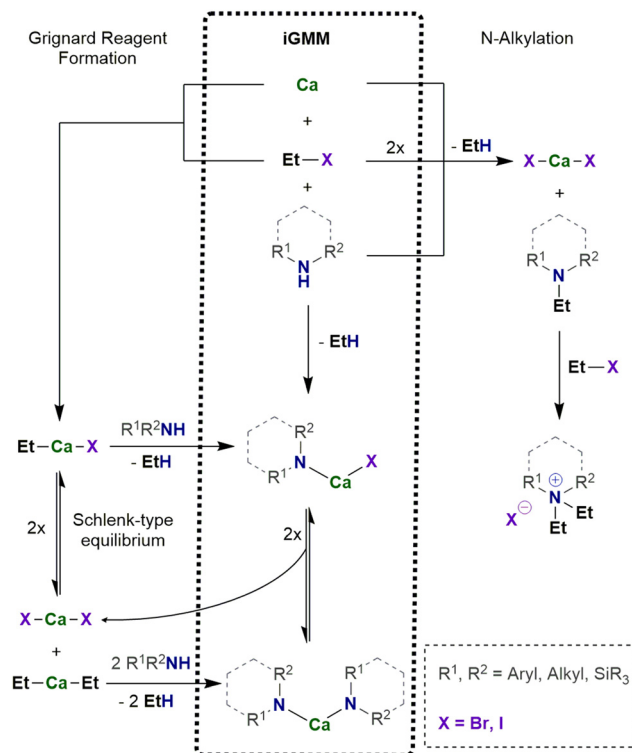 Grignard Reagent
Formation
iGMM
N-Alkylation
Ca
+
Et–X
2x
- EtH
X–Ca–X
+
+
R¹ R²
N
H
R¹ R²
N
Et
- EtH
Et–X
Et–Ca–X
R¹R²NH
- EtH
R²
N
R¹
Ca
X
R¹ R²
N
⊕
Et
Et
X
⊖
2x
Schlenk-type
equilibrium
2x
X–Ca–X
+
Et–Ca–Et
2 R¹R²NH
- 2 EtH
R² R¹
N N
R¹ R²
Ca
R¹, R² = Aryl, Alkyl, SiR₃
X = Br, I